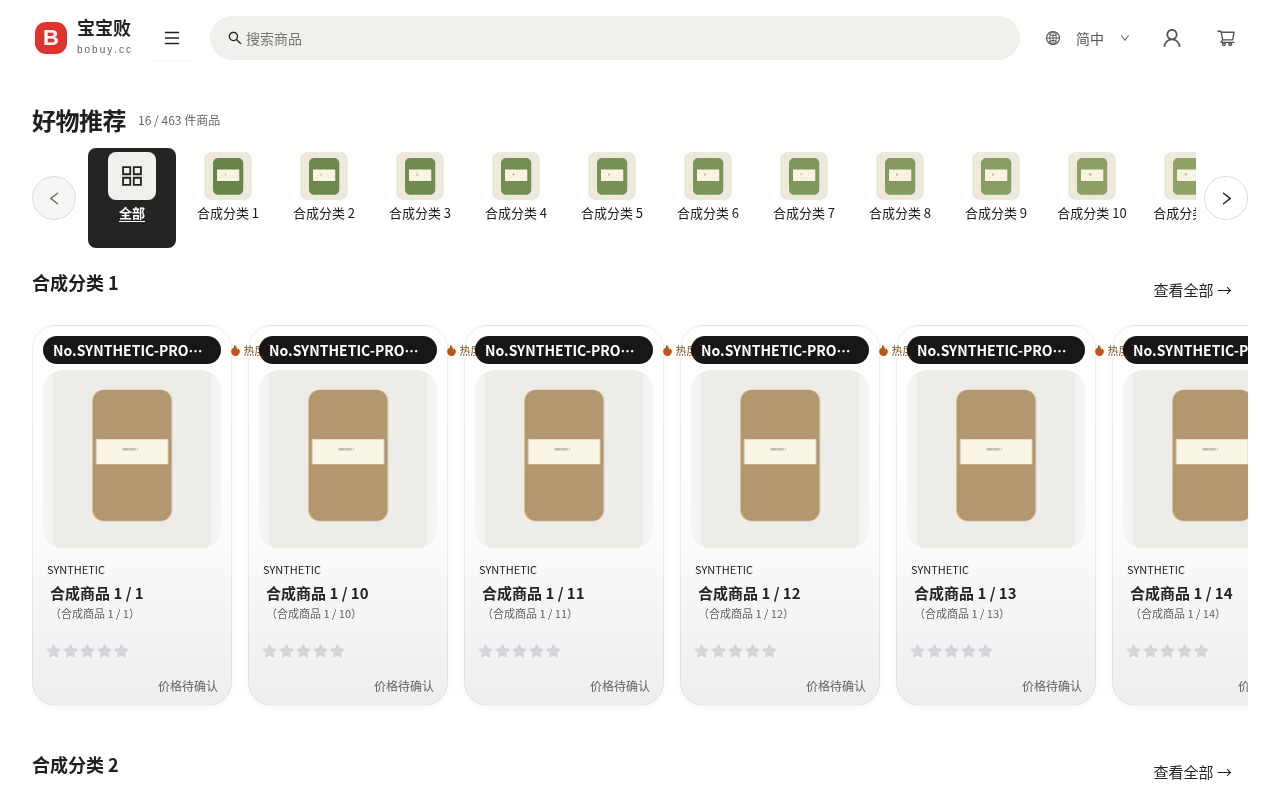 B 宝宝败
bobuy.cc
搜索商品
简中
好物推荐 16 / 463 件商品
全部 合成分类 1 合成分类 2 合成分类 3 合成分类 4 合成分类 5 合成分类 6 合成分类 7 合成分类 8 合成分类 9 合成分类 10 合成分
合成分类 1
查看全部 →
No.SYNTHETIC-PRO… 热 No.SYNTHETIC-PRO… 热 No.SYNTHETIC-PRO… 热 No.SYNTHETIC-PRO… 热 No.SYNTHETIC-PRO… 热 No.SYNTHETIC-P
SYNTHETIC SYNTHETIC SYNTHETIC SYNTHETIC SYNTHETIC SYNTHETIC
合成商品 1 / 1 合成商品 1 / 10 合成商品 1 / 11 合成商品 1 / 12 合成商品 1 / 13 合成商品 1 / 14
（合成商品 1 / 1） （合成商品 1 / 10） （合成商品 1 / 11） （合成商品 1 / 12） （合成商品 1 / 13） （合成商品 1 / 14）
价格待确认 价格待确认 价格待确认 价格待确认 价格待确认
合成分类 2
查看全部 →